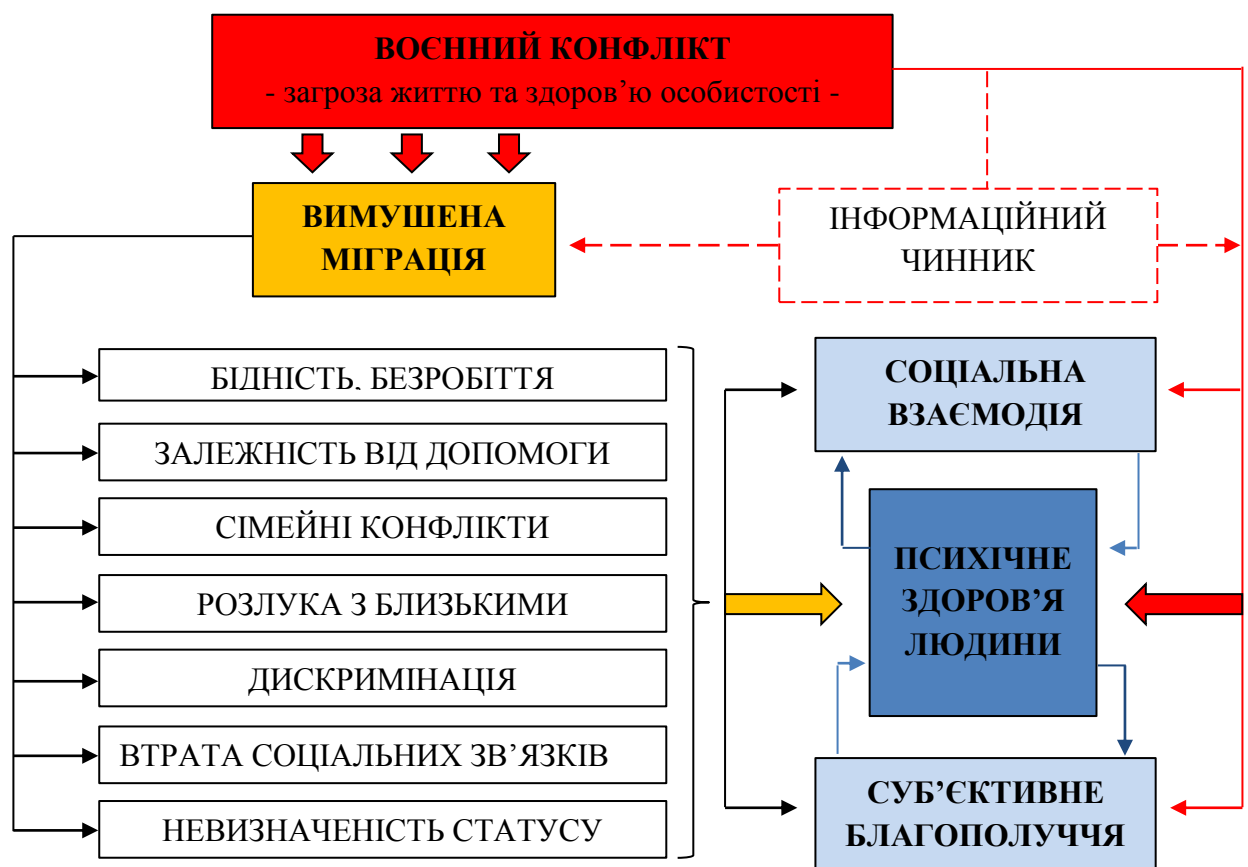 ВОЄННИЙ КОНФЛІКТ
- загроза життю та здоров’ю особистості -
ВИМУШЕНА
МІГРАЦІЯ
ІНФОРМАЦІЙНИЙ
ЧИННИК
БІДНІСТЬ, БЕЗРОБІТТЯ
ЗАЛЕЖНІСТЬ ВІД ДОПОМОГИ
СІМЕЙНІ КОНФЛІКТИ
РОЗЛУКА З БЛИЗЬКИМИ
ДИСКРИМІНАЦІЯ
ВТРАТА СОЦІАЛЬНИХ ЗВ’ЯЗКІВ
НЕВИЗНАЧЕНІСТЬ СТАТУСУ
СОЦІАЛЬНА
ВЗАЄМОДІЯ
ПСИХІЧНЕ
ЗДОРОВ’Я
ЛЮДИНИ
СУБ’ЄКТИВНЕ
БЛАГОПОЛУЧЧЯ